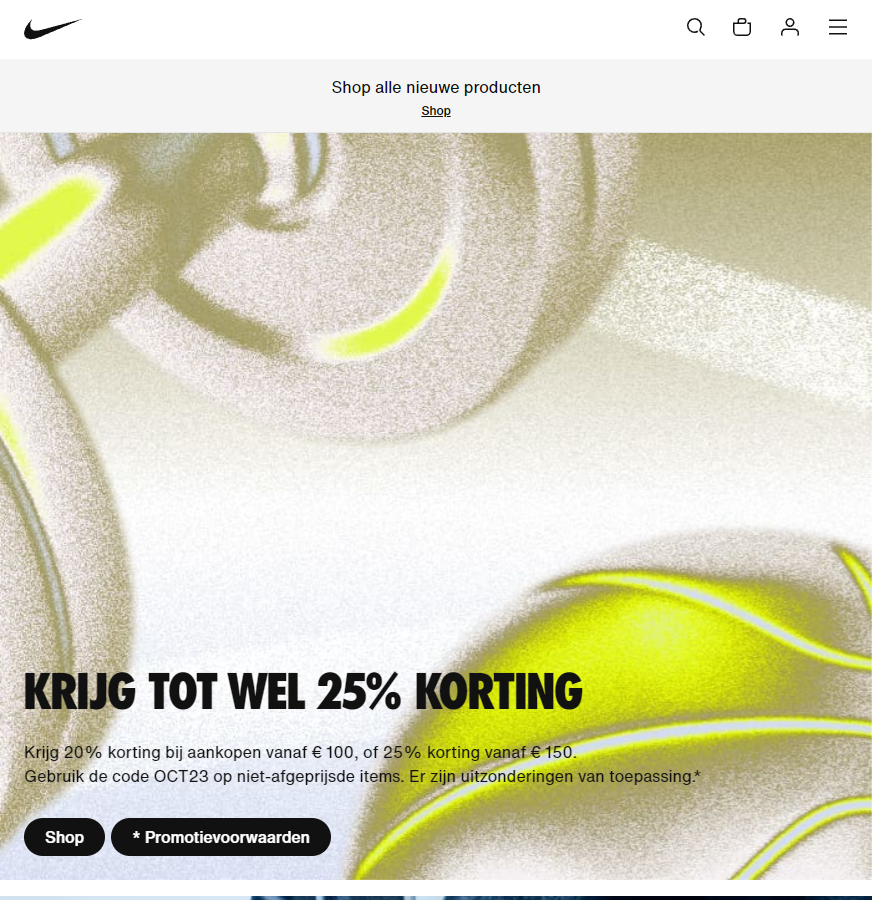 Shop alle nieuwe producten
Shop
KRIJG TOT WEL 25% KORTING
Krijg 20% korting bij aankopen vanaf € 100, of 25% korting vanaf € 150.
Gebruik de code OCT23 op niet-afgeprijsde items. Er zijn uitzonderingen van toepassing.*
Shop
* Promotievoorwaarden